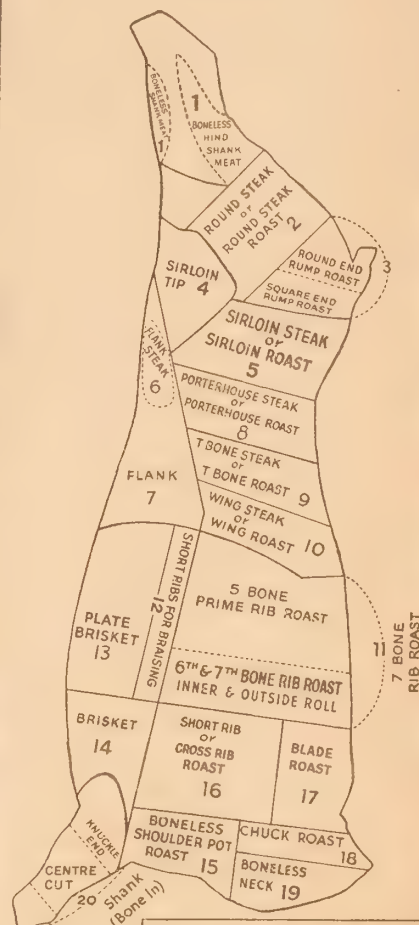 BONELESS
SHANK MEAT
1
1
BONELESS
HIND
SHANK
MEAT
ROUND STEAK
or
ROUND STEAK
ROAST 2
ROUND END
RUMP ROAST
3
SQUARE END
RUMP ROAST
SIRLOIN
TIP 4
SIRLOIN STEAK
or
SIRLOIN ROAST
5
FLANK
STEAK
6
PORTERHOUSE STEAK
or
PORTERHOUSE ROAST
8
T BONE STEAK
or
T BONE ROAST 9
FLANK
7
WING STEAK
or
WING ROAST 10
SHORT RIBS FOR BRAISING
12
5 BONE
PRIME RIB ROAST
11
7 BONE
RIB ROAST
PLATE
BRISKET
13
6TH & 7TH BONE RIB ROAST
INNER & OUTSIDE ROLL
BRISKET
14
SHORT RIB
or
CROSS RIB
ROAST
16
BLADE
ROAST
17
BONELESS
SHOULDER POT
ROAST 15
CHUCK ROAST
18
BONELESS
NECK 19
KNUCKLE
END
CENTRE
CUT
20 Shank
(Bone In)